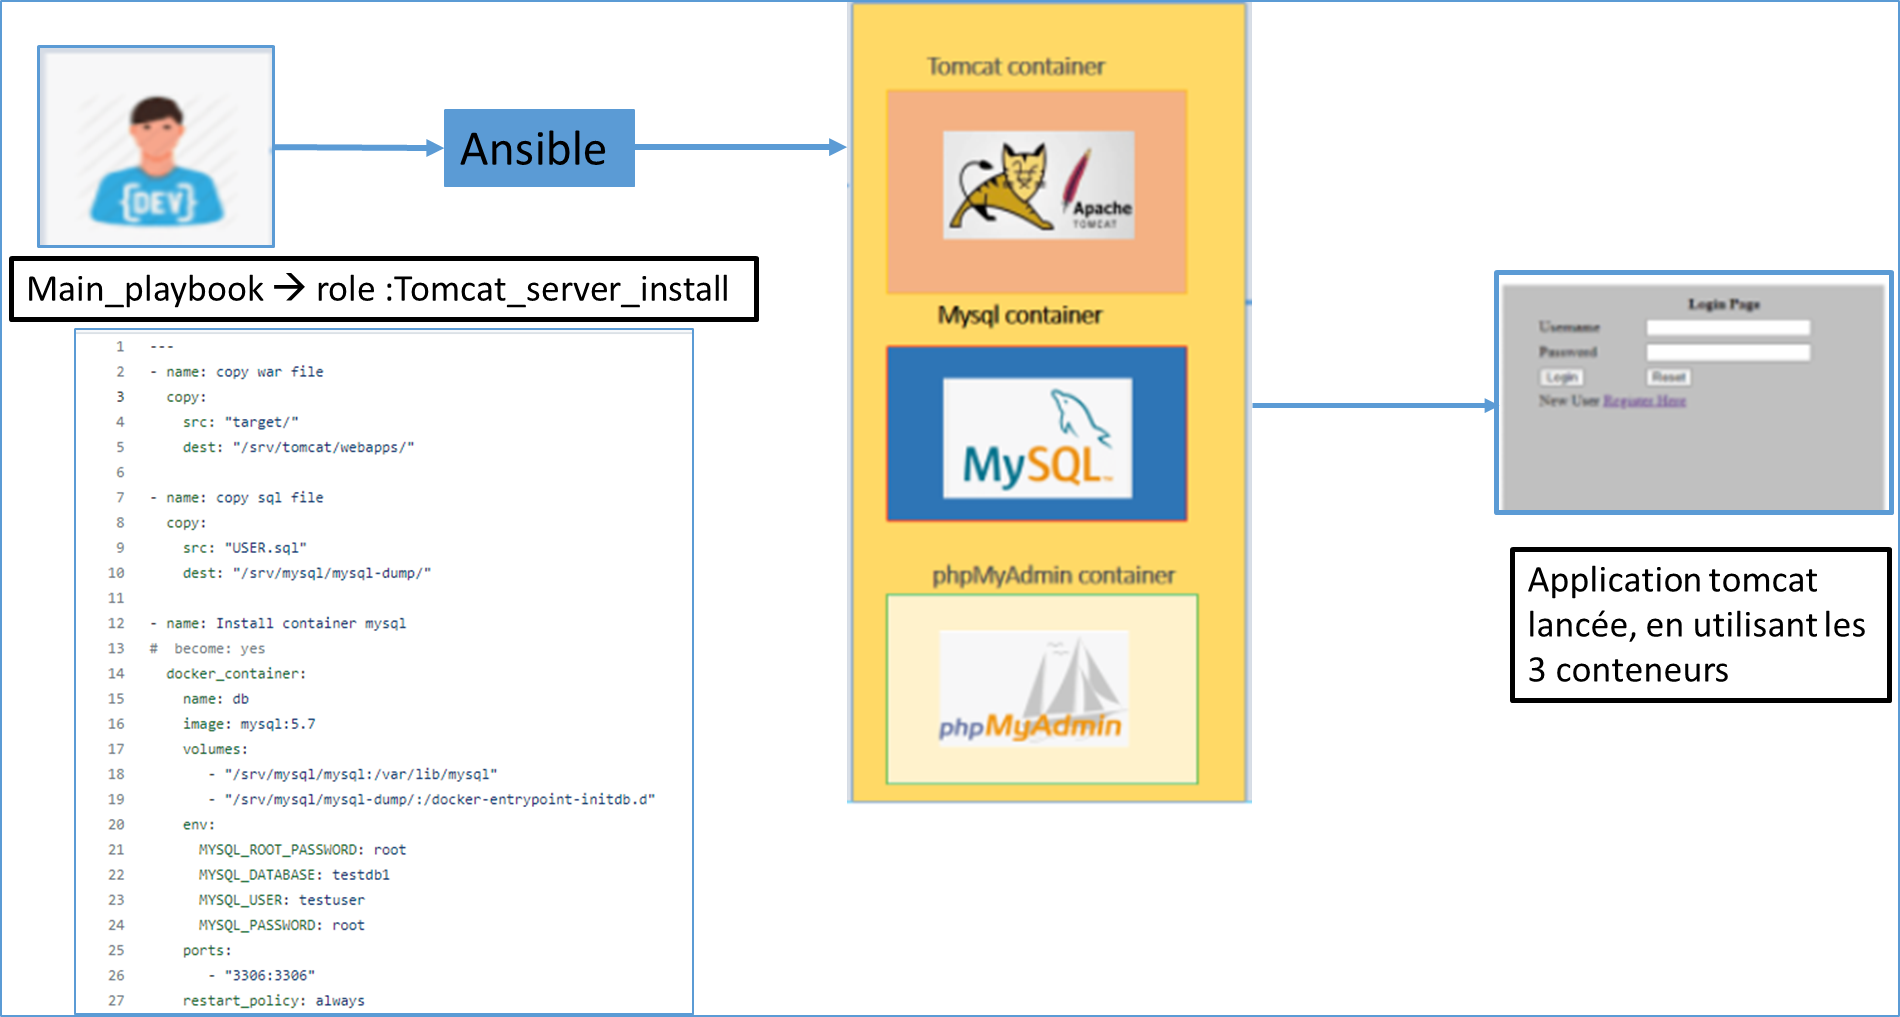 {DEV}
Ansible
Main_playbook → role :Tomcat_server_install
1 ---
2 - name: copy war file
3   copy:
4     src: "target/"
5     dest: "/srv/tomcat/webapps/"
6
7 - name: copy sql file
8   copy:
9     src: "USER.sql"
10     dest: "/srv/mysql/mysql-dump/"
11
12 - name: Install container mysql
13 #  become: yes
14   docker_container:
15     name: db
16     image: mysql:5.7
17     volumes:
18        - "/srv/mysql/mysql:/var/lib/mysql"
19        - "/srv/mysql/mysql-dump/:/docker-entrypoint-initdb.d"
20     env:
21       MYSQL_ROOT_PASSWORD: root
22       MYSQL_DATABASE: testdb1
23       MYSQL_USER: testuser
24       MYSQL_PASSWORD: root
25     ports:
26        - "3306:3306"
27     restart_policy: always
Tomcat container
Apache
TOMCAT
Mysql container
MySQL™
phpMyAdmin container
phpMyAdmin
Login Page
Username
Password
Login Reset
New User Register Here
Application tomcat
lancée, en utilisant les
3 conteneurs